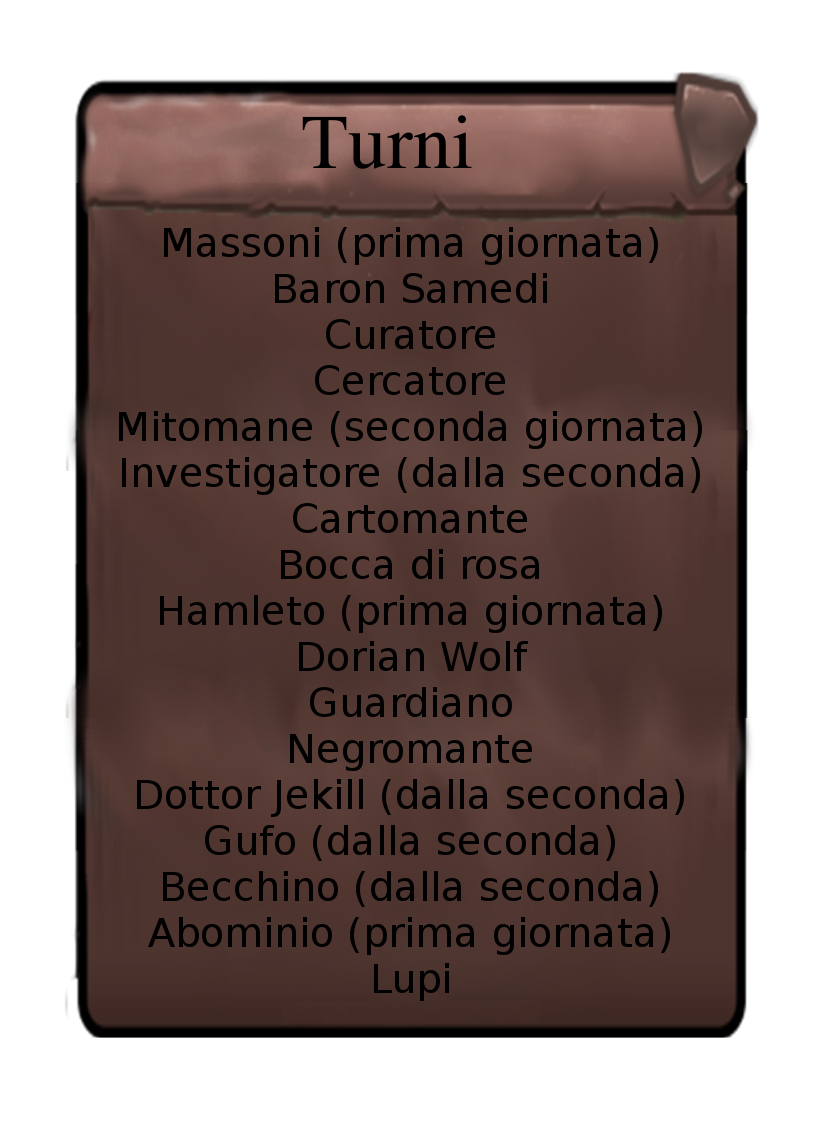 Turni
Massoni (prima giornata)
Baron Samedi
Curatore
Cercatore
Mitomane (seconda giornata)
Investigatore (dalla seconda)
Cartomante
Bocca di rosa
Hamleto (prima giornata)
Dorian Wolf
Guardiano
Negromante
Dottor Jekill (dalla seconda)
Gufo (dalla seconda)
Becchino (dalla seconda)
Abominio (prima giornata)
Lupi